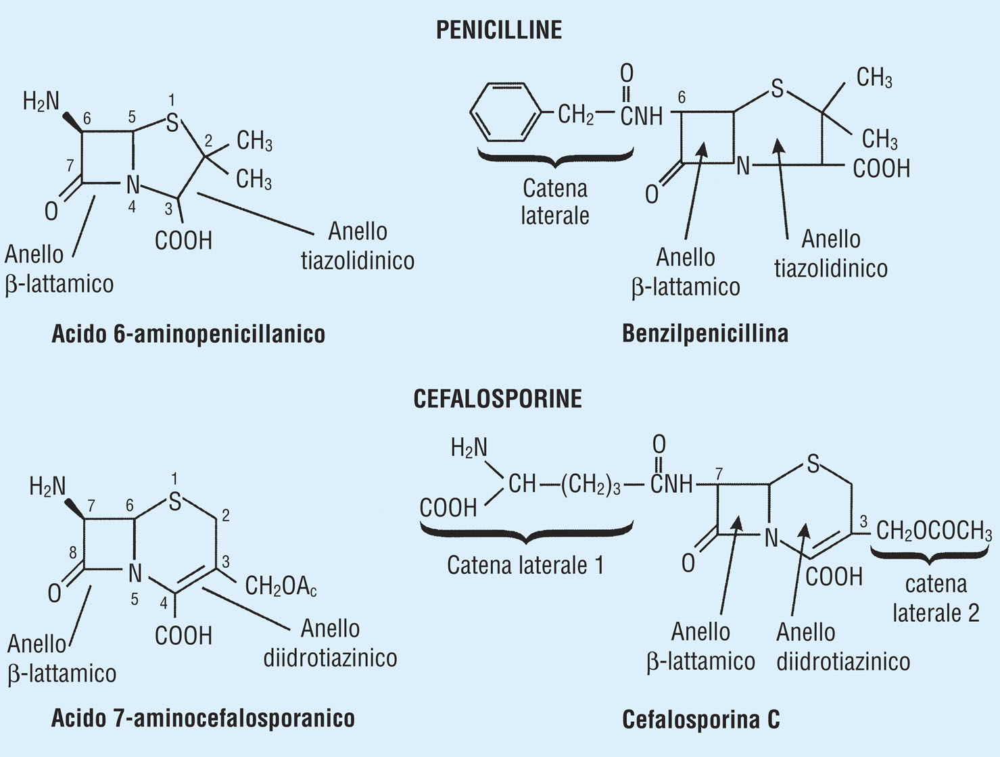 PENICILLINE
H₂N
6
5
1
S
2
CH₃
CH₃
7
O
N
4
3
COOH
Anello
β-lattamico
Anello
tiazolidinico
Acido 6-aminopenicillanico
O
CH₂
CNH
6
S
CH₃
CH₃
N
COOH
O
Catena
laterale
Anello
β-lattamico
Anello
tiazolidinico
Benzilpenicillina
CEFALOSPORINE
H₂N
7
6
1
S
2
8
3
N
5
4
O
CH₂OAc
COOH
Anello
β-lattamico
Anello
diidrotiazinico
Acido 7-aminocefalosporanico
H₂N
O
CH—(CH₂)₃—CNH
7
S
COOH
3
CH₂OCOCH₃
N
O
COOH
Catena laterale 1
catena
laterale 2
Anello
β-lattamico
Anello
diidrotiazinico
Cefalosporina C